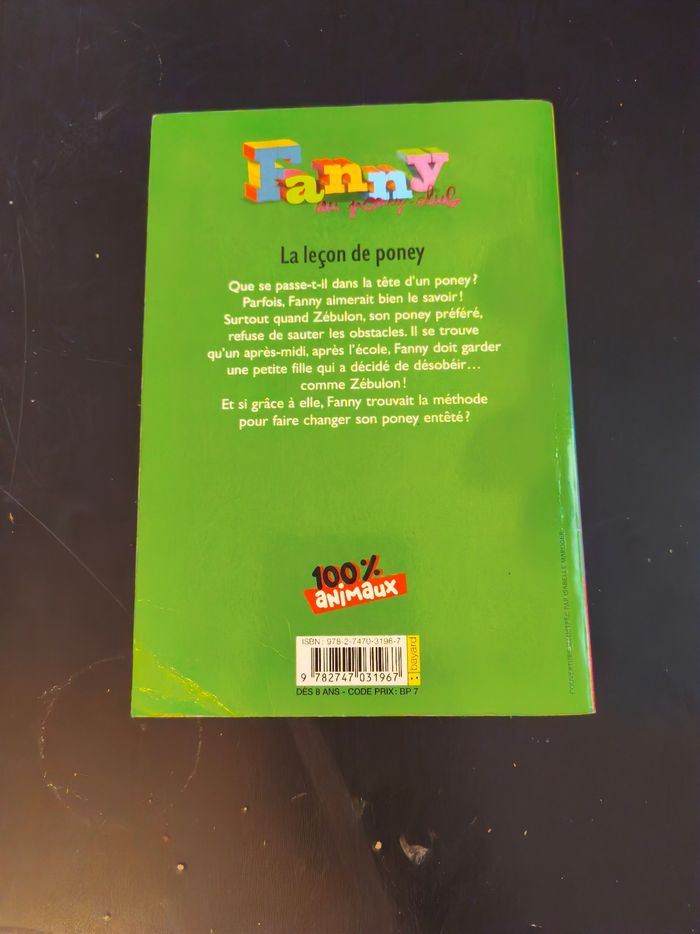 Fanny
au poney-club
La leçon de poney
Que se passe-t-il dans la tête d'un poney ?
Parfois, Fanny aimerait bien le savoir !
Surtout quand Zébulon, son poney préféré,
refuse de sauter les obstacles. Il se trouve
qu'un après-midi, après l'école, Fanny doit garder
une petite fille qui a décidé de désobéir…
comme Zébulon !
Et si grâce à elle, Fanny trouvait la méthode
pour faire changer son poney entêté ?
100%
animaux
ISBN : 978-2-7470-3196-7
9 782747 031967
bayard
DÈS 8 ANS - CODE PRIX : BP 7
PAR ISABELLE MAROGER